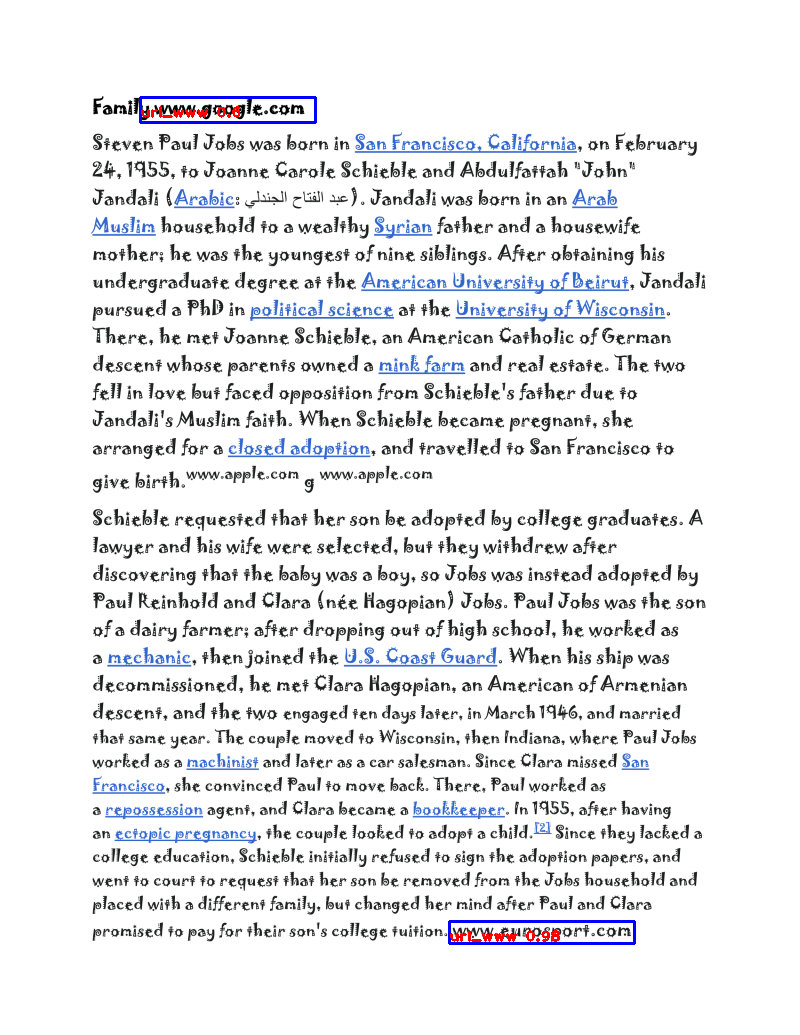 Family www.google.com
url_www 0.8
Steven Paul Jobs was born in San Francisco, California, on February
24, 1955, to Joanne Carole Schieble and Abdulfattah "John"
Jandali (Arabic: عبد الفتاح الجندلي). Jandali was born in an Arab
Muslim household to a wealthy Syrian father and a housewife
mother; he was the youngest of nine siblings. After obtaining his
undergraduate degree at the American University of Beirut, Jandali
pursued a PhD in political science at the University of Wisconsin.
There, he met Joanne Schieble, an American Catholic of German
descent whose parents owned a mink farm and real estate. The two
fell in love but faced opposition from Schieble's father due to
Jandali's Muslim faith. When Schieble became pregnant, she
arranged for a closed adoption, and travelled to San Francisco to
give birth.www.apple.com g www.apple.com
Schieble requested that her son be adopted by college graduates. A
lawyer and his wife were selected, but they withdrew after
discovering that the baby was a boy, so Jobs was instead adopted by
Paul Reinhold and Clara (née Hagopian) Jobs. Paul Jobs was the son
of a dairy farmer; after dropping out of high school, he worked as
a mechanic, then joined the U.S. Coast Guard. When his ship was
decommissioned, he met Clara Hagopian, an American of Armenian
descent, and the two engaged ten days later, in March 1946, and married
that same year. The couple moved to Wisconsin, then Indiana, where Paul Jobs
worked as a machinist and later as a car salesman. Since Clara missed San
Francisco, she convinced Paul to move back. There, Paul worked as
a repossession agent, and Clara became a bookkeeper. In 1955, after having
an ectopic pregnancy, the couple looked to adopt a child.[2] Since they lacked a
college education, Schieble initially refused to sign the adoption papers, and
went to court to request that her son be removed from the Jobs household and
placed with a different family, but changed her mind after Paul and Clara
promised to pay for their son's college tuition. www.eurosport.com
url_www 0.98